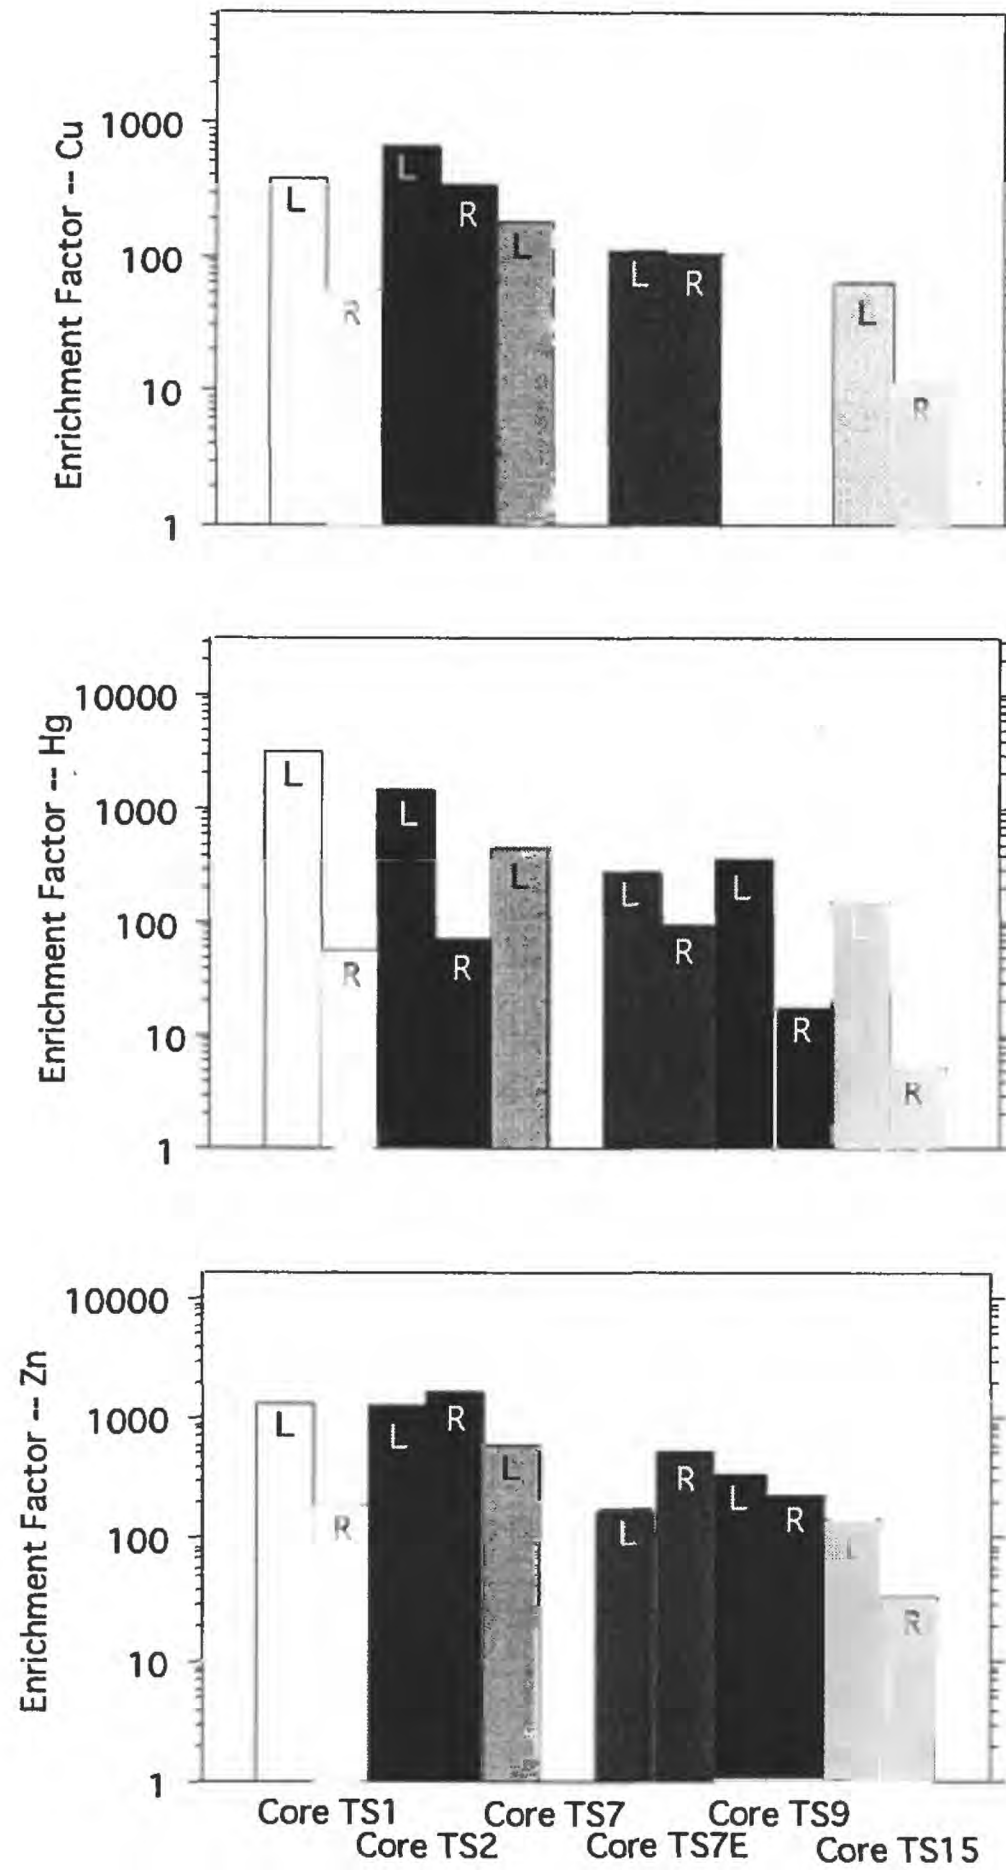 Enrichment Factor -- Cu
1000
100
10
1
L
R
L
R
L
L
R
L
R
Enrichment Factor -- Hg
10000
1000
100
10
1
L
R
L
R
L
L
R
L
R
L
R
Enrichment Factor -- Zn
10000
1000
100
10
1
L
R
L
R
L
L
R
L
R
L
R
Core TS1 Core TS7 Core TS9
Core TS2 Core TS7E Core TS15